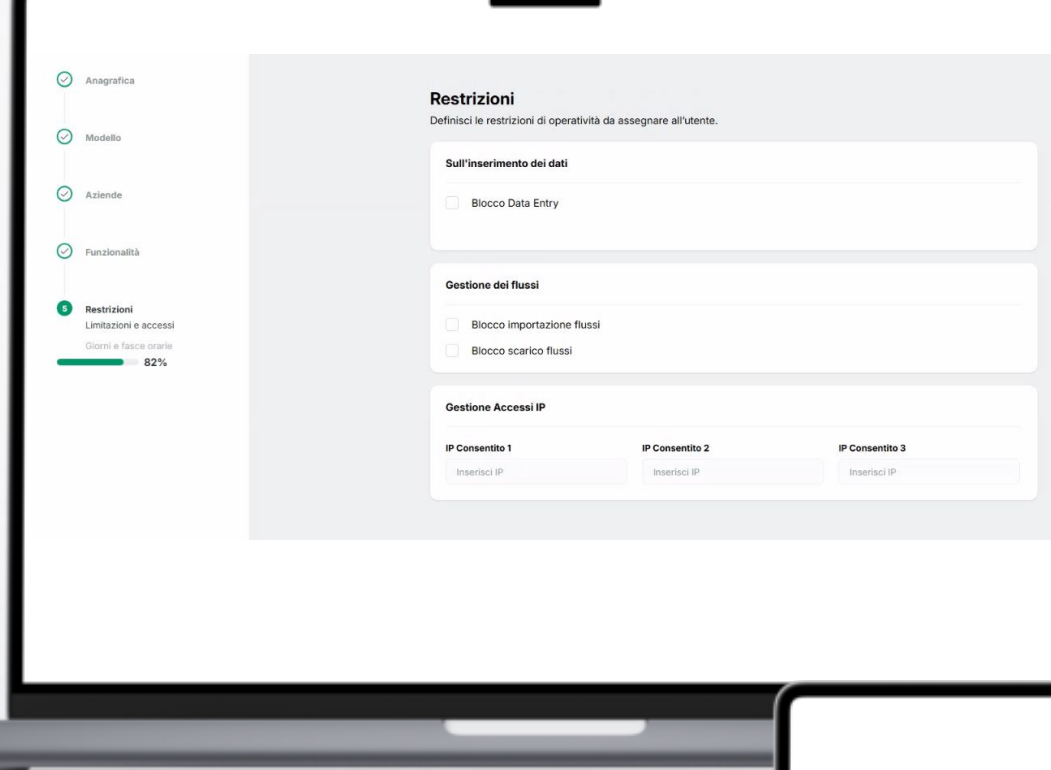 Anagrafica
Modello
Aziende
Funzionalità
5 Restrizioni
Limitazioni e accessi
Giorni e fasce orarie
82%
Restrizioni
Definisci le restrizioni di operatività da assegnare all'utente.
Sull'inserimento dei dati
Blocco Data Entry
Gestione dei flussi
Blocco importazione flussi
Blocco scarico flussi
Gestione Accessi IP
IP Consentito 1 IP Consentito 2 IP Consentito 3
Inserisci IP Inserisci IP Inserisci IP